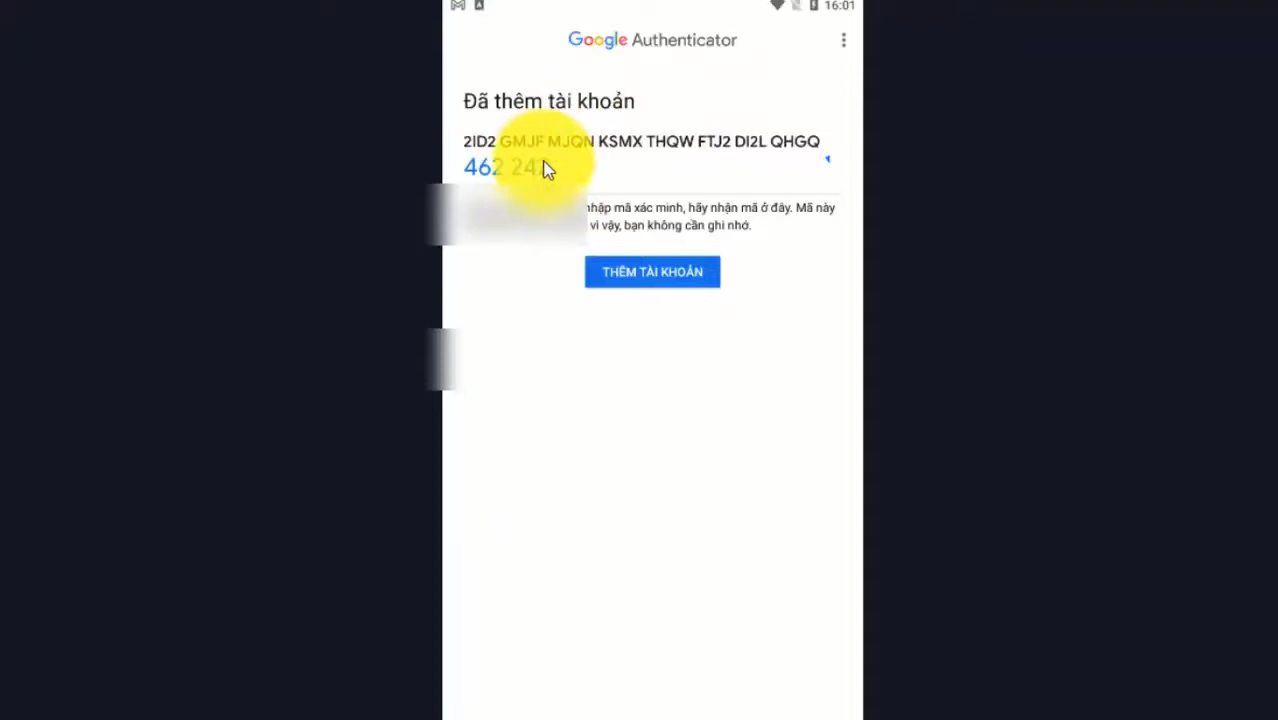 16:01
Google Authenticator
Đã thêm tài khoản
2ID2 GMJF MJQN KSMX THQW FTJ2 DI2L QHGQ
462
nhập mã xác minh, hãy nhận mã ở đây. Mã này
vì vậy, bạn không cần ghi nhớ.
THÊM TÀI KHOẢN